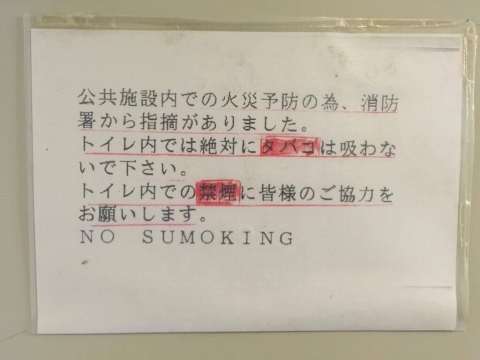 公共施設内での火災予防の為、消防
署から指摘がありました。
トイレ内では絶対にタバコは吸わな
いで下さい。
トイレ内での禁煙に皆様のご協力を
お願いします。
ＮＯ　ＳＵＭＯＫＩＮＧ